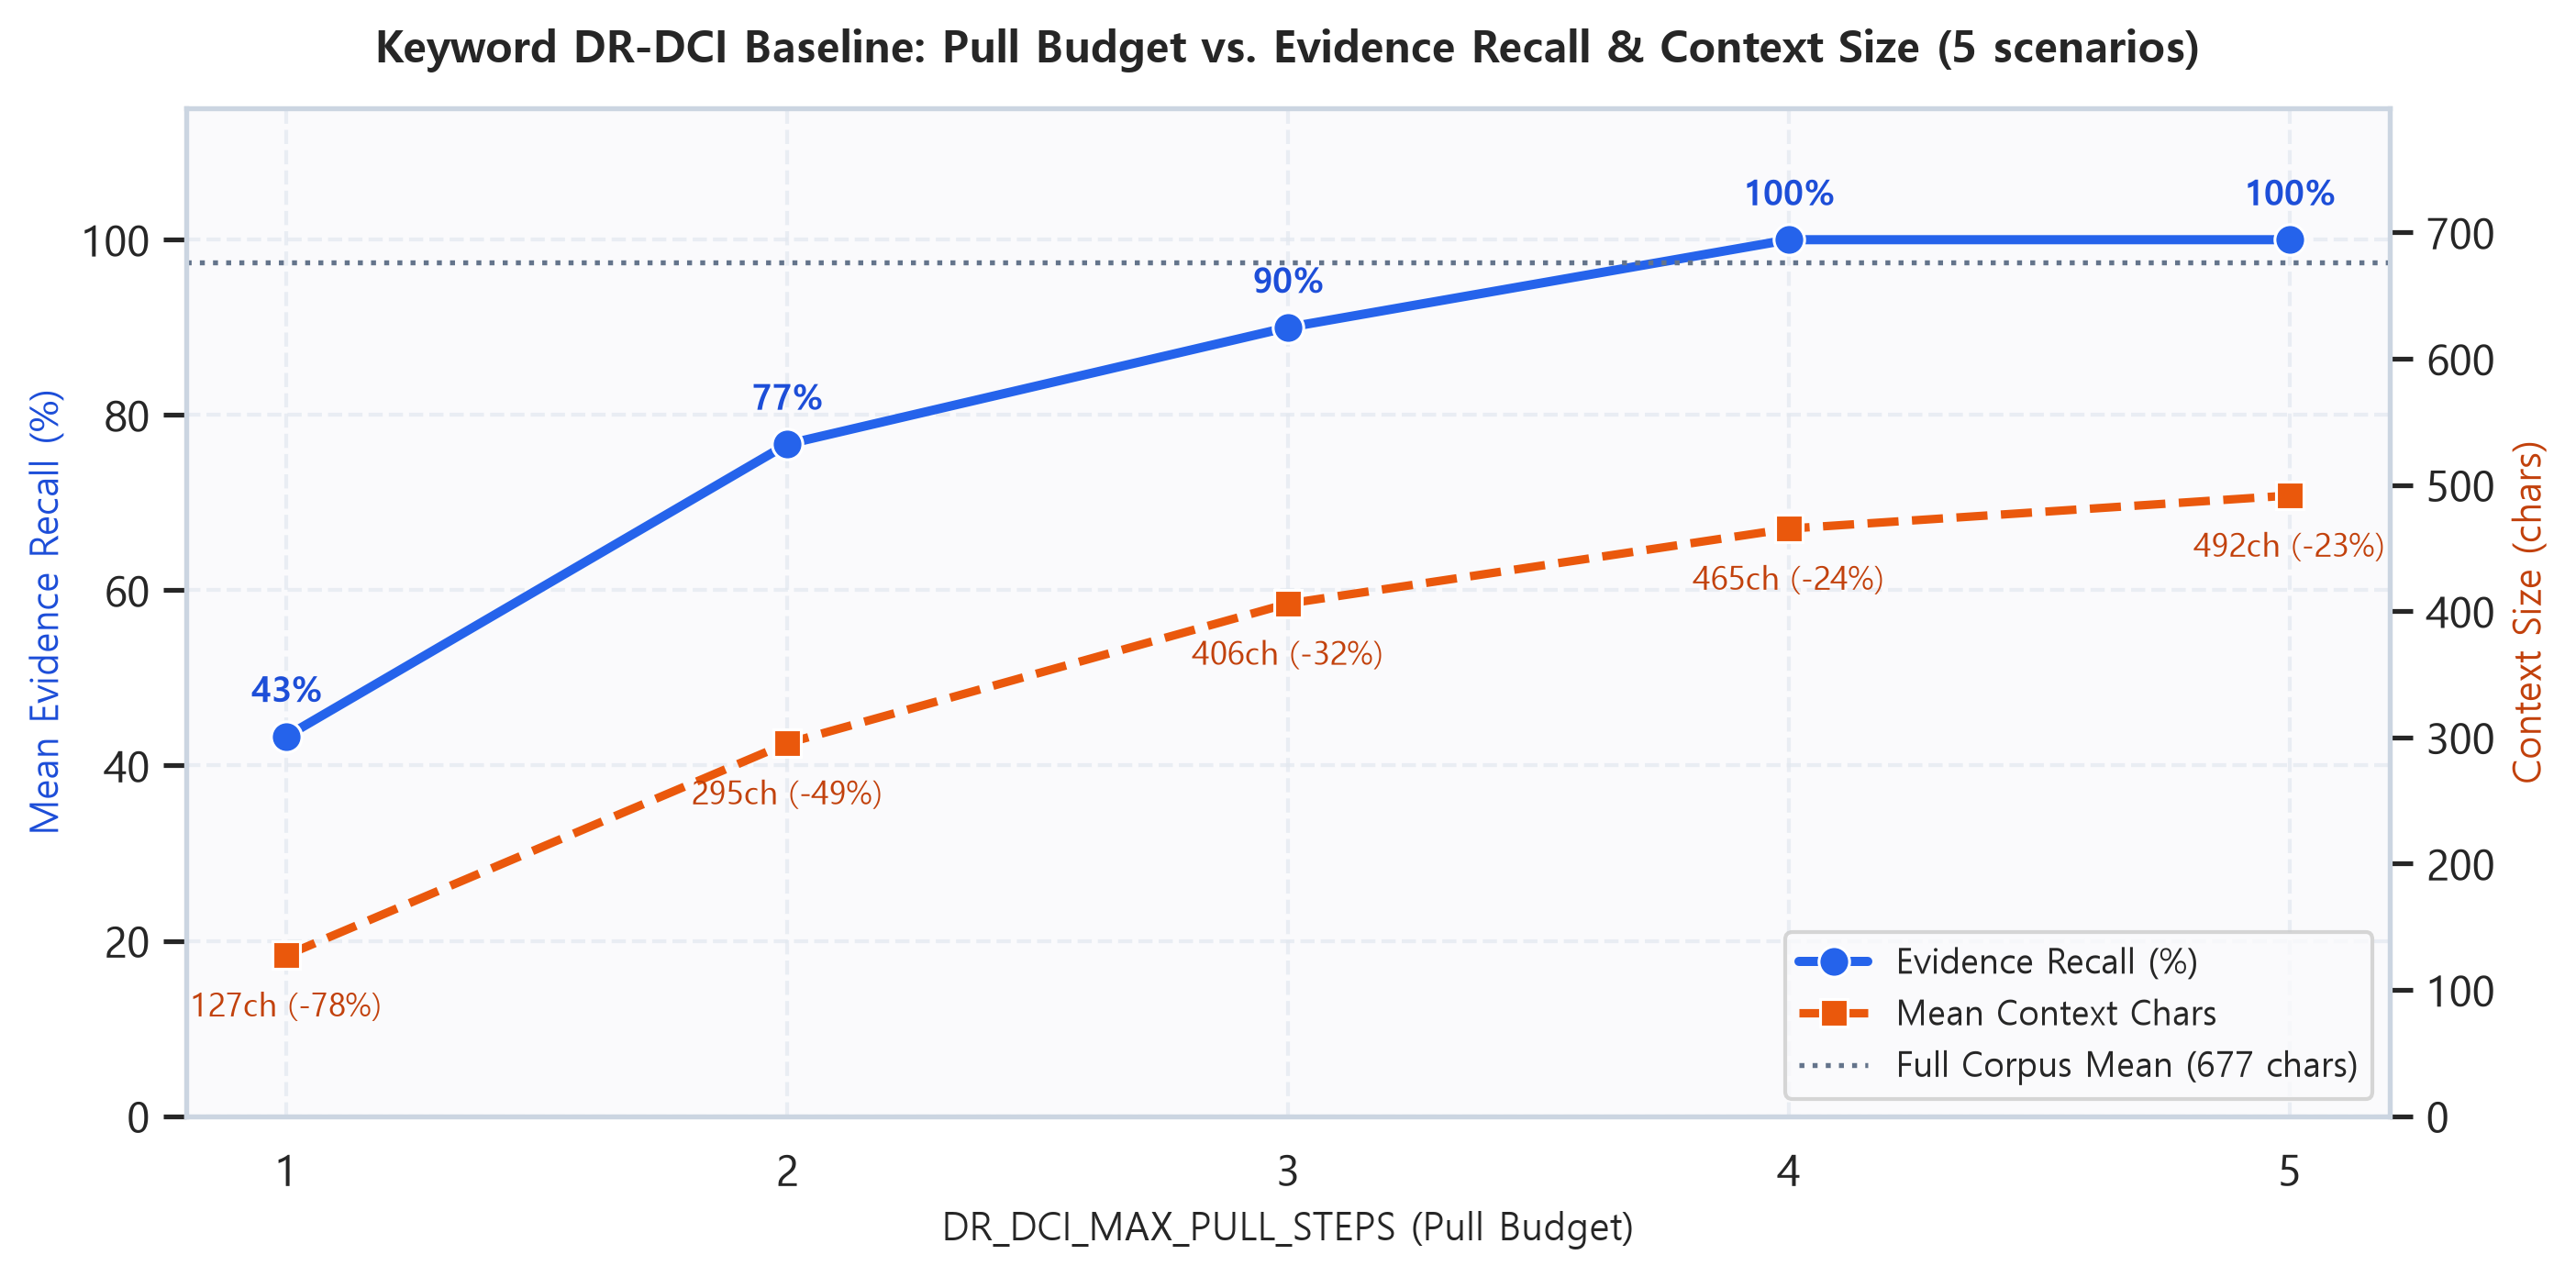 Keyword DR-DCI Baseline: Pull Budget vs. Evidence Recall & Context Size (5 scenarios)
Mean Evidence Recall (%)
100
80
60
40
20
0
43%
77%
90%
100%
100%
127ch (-78%)
295ch (-49%)
406ch (-32%)
465ch (-24%)
492ch (-23%)
700
600
500
400
300
200
100
0
Context Size (chars)
Evidence Recall (%)
Mean Context Chars
Full Corpus Mean (677 chars)
1
2
3
4
5
DR_DCI_MAX_PULL_STEPS (Pull Budget)